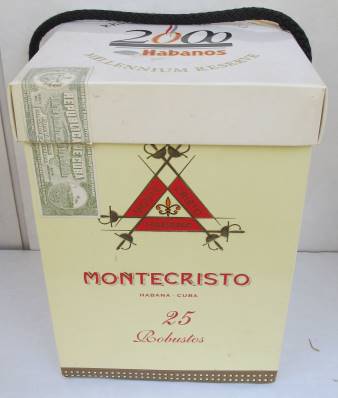 2000
Habanos
MILLENNIUM RESERVE
REPUBLICA DE CUBA
MONTECRISTO
HABANA - CUBA
25
Robustos